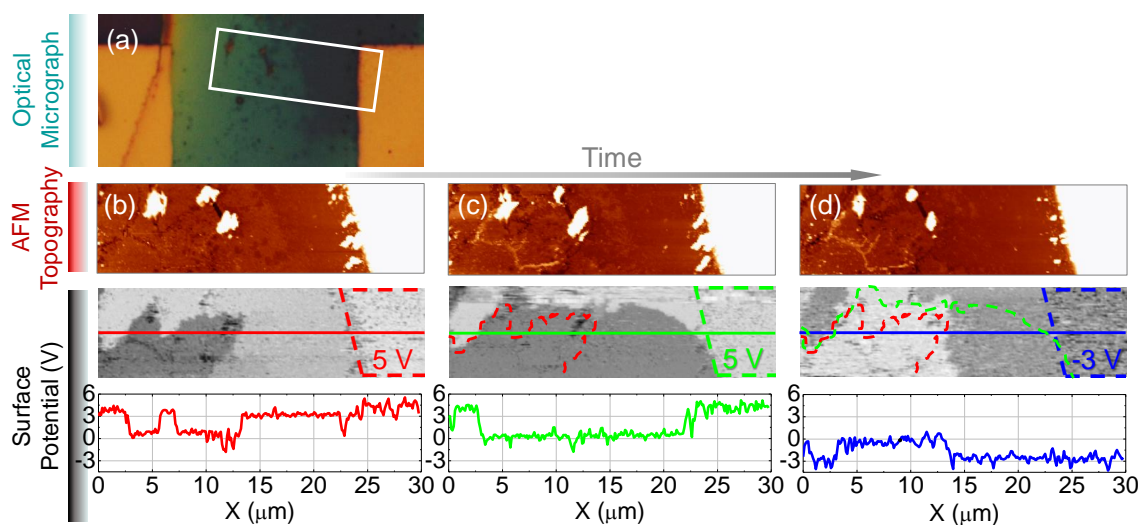 Optical
Micrograph
(a)
Time
AFM
Topography
(b)
(c)
(d)
5 V
5 V
-3 V
Surface
Potential (V)
6
3
0
-3
0 5 10 15 20 25 30
X (μm)
6
3
0
-3
0 5 10 15 20 25 30
X (μm)
6
3
0
-3
0 5 10 15 20 25 30
X (μm)